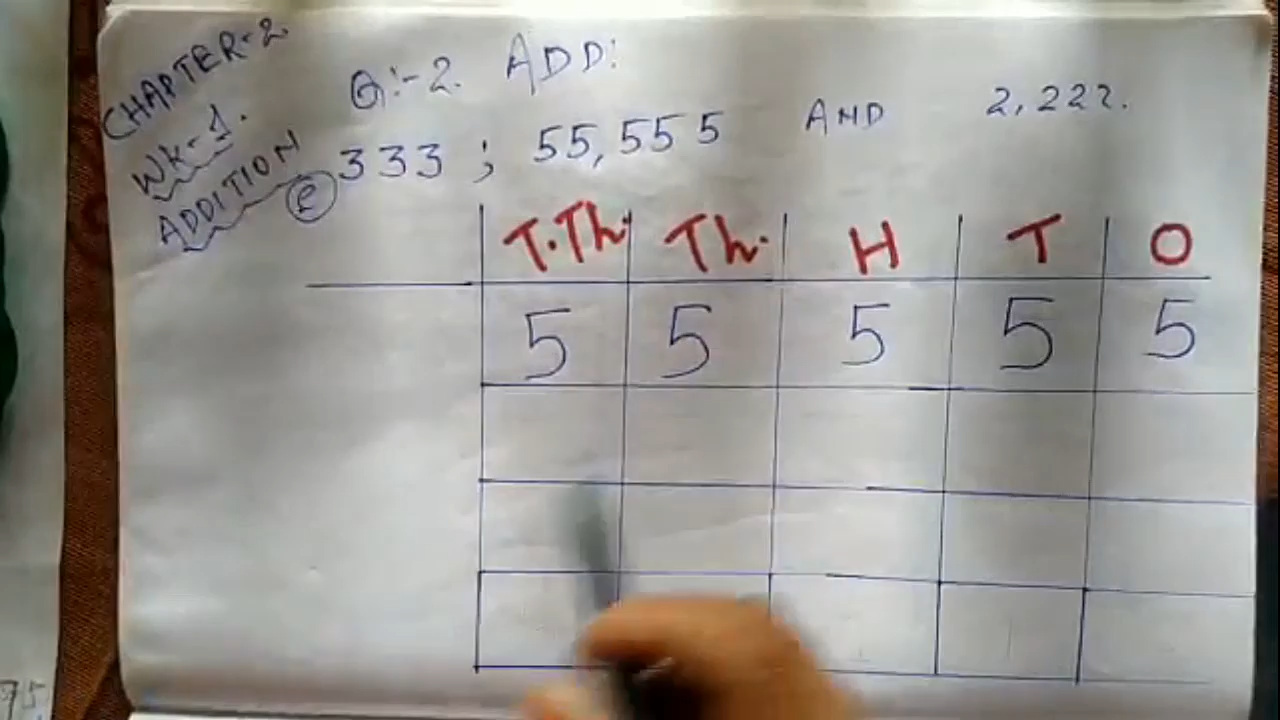 CHAPTER-2.
WK-1.
ADDITION
Q:-2. ADD:
(e) 333 ; 55,555 AND 2,222.
T.Th Th. H T O
5 5 5 5 5
75